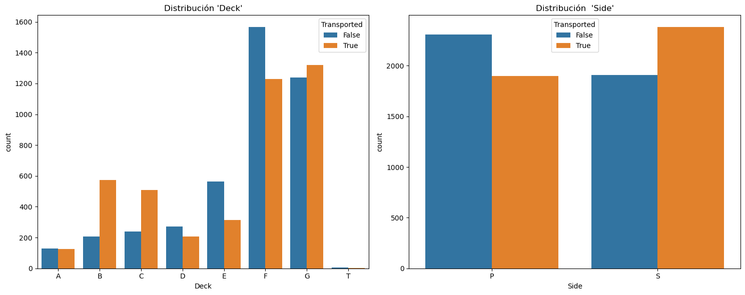 Distribución 'Deck'
1600
1400
1200
1000
800
600
400
200
0
count
Transported
False
True
A B C D E F G T
Deck
Distribución 'Side'
2000
1500
1000
500
0
count
Transported
False
True
P S
Side